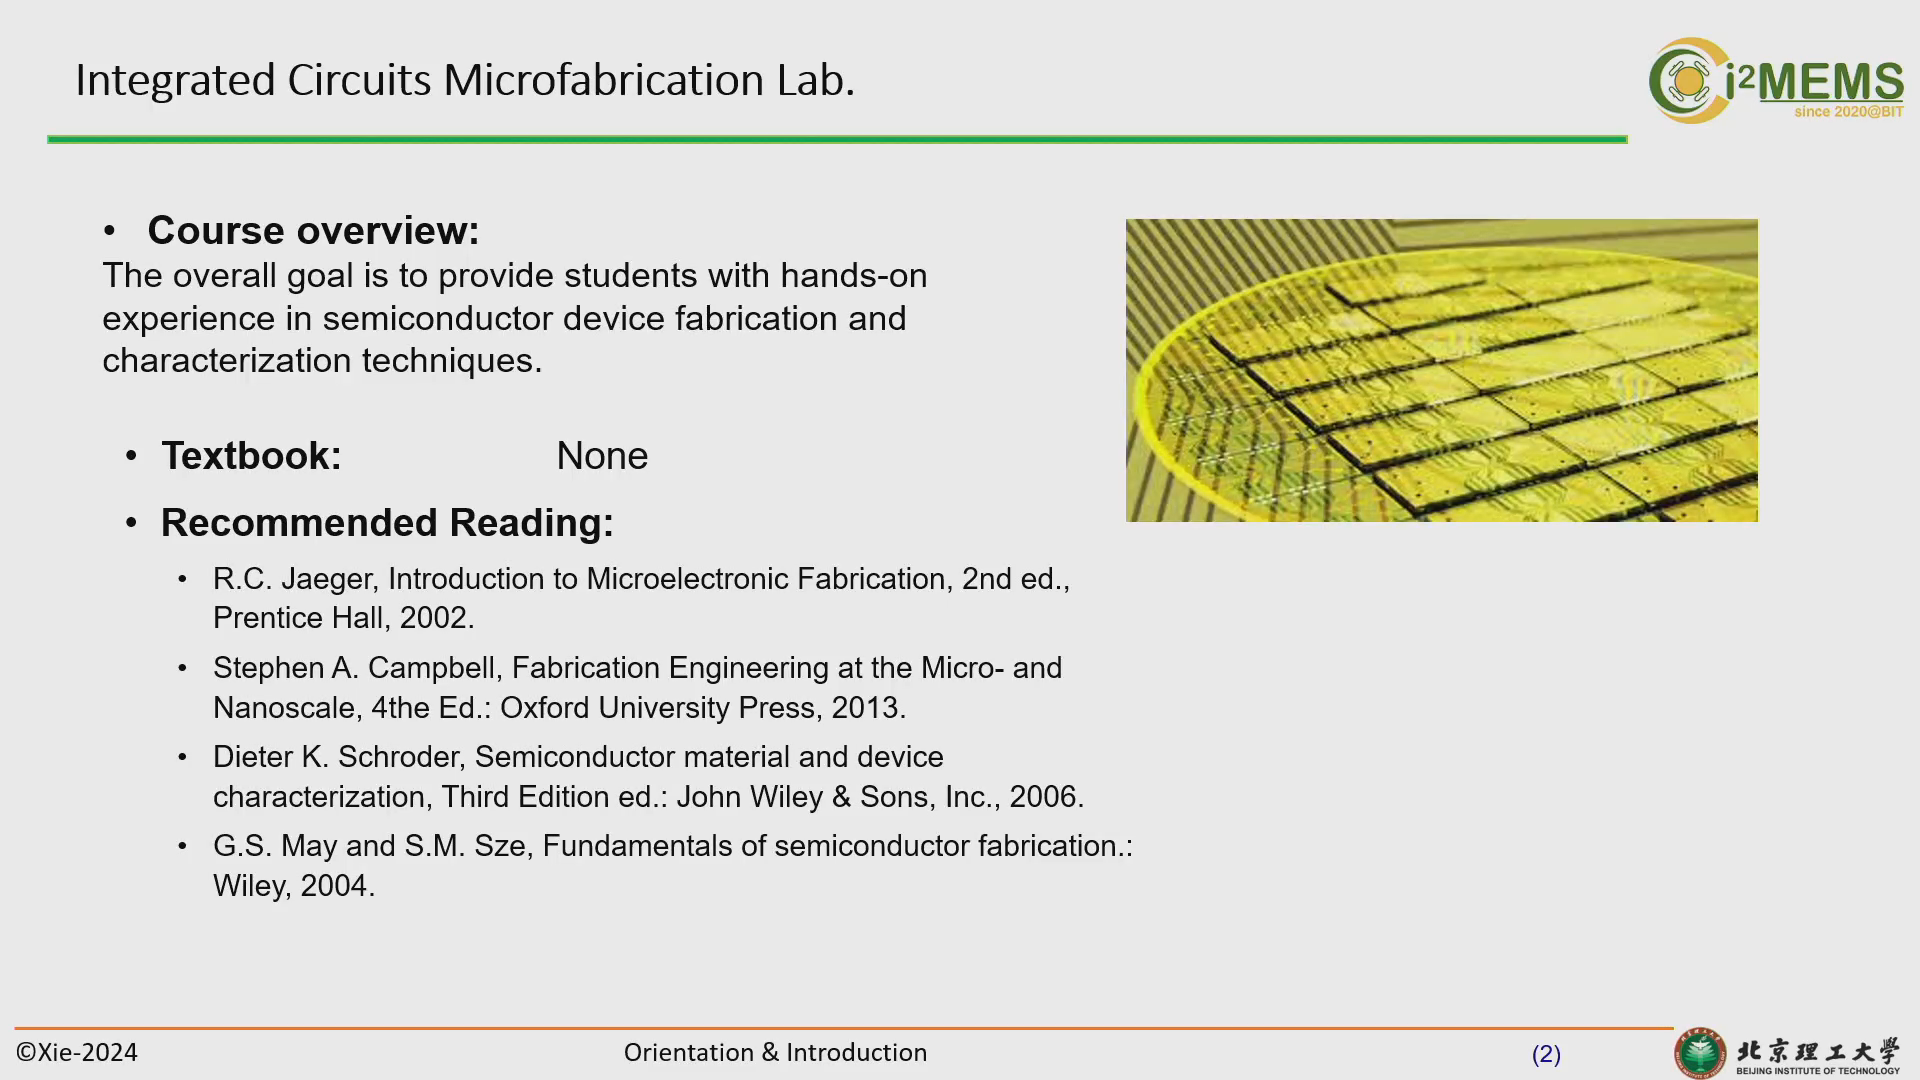 Integrated Circuits Microfabrication Lab.
i²MEMS
since 2020@BIT
• Course overview:
The overall goal is to provide students with hands-on
experience in semiconductor device fabrication and
characterization techniques.
• Textbook: None
• Recommended Reading:
• R.C. Jaeger, Introduction to Microelectronic Fabrication, 2nd ed.,
Prentice Hall, 2002.
• Stephen A. Campbell, Fabrication Engineering at the Micro- and
Nanoscale, 4the Ed.: Oxford University Press, 2013.
• Dieter K. Schroder, Semiconductor material and device
characterization, Third Edition ed.: John Wiley & Sons, Inc., 2006.
• G.S. May and S.M. Sze, Fundamentals of semiconductor fabrication.:
Wiley, 2004.
©Xie-2024
Orientation & Introduction
(2)
北京理工大学
BEIJING INSTITUTE OF TECHNOLOGY